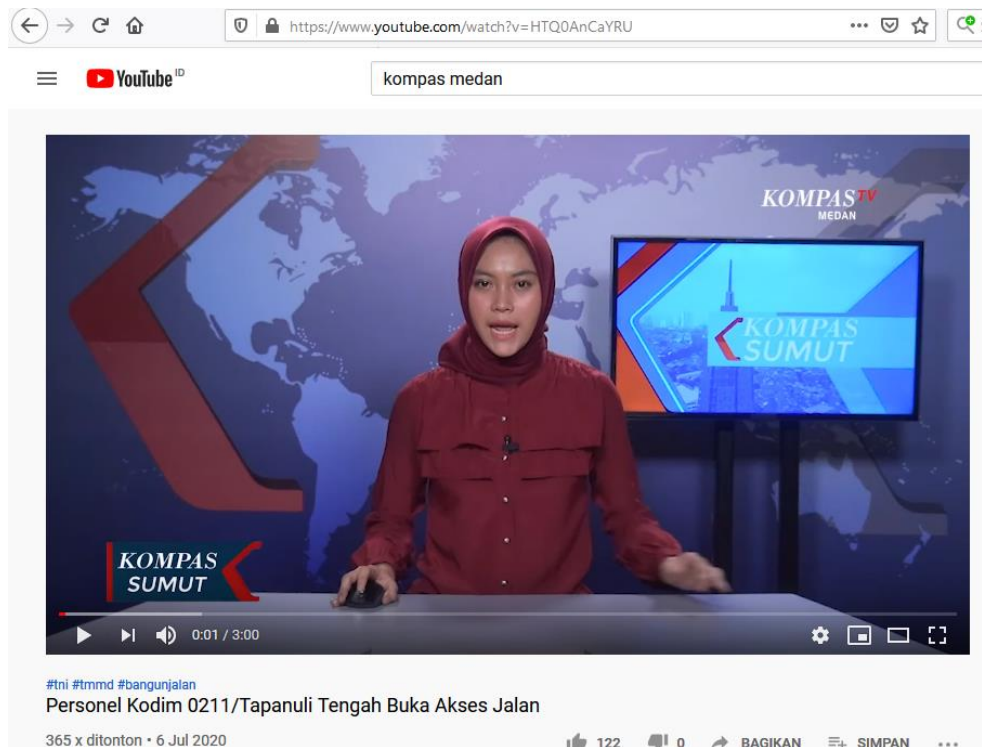 https://www.youtube.com/watch?v=HTQ0AnCaYRU
YouTube ID
kompas medan
KOMPAS TV
MEDAN
KOMPAS
SUMUT
KOMPAS
SUMUT
0:01 / 3:00
#tni #tmmd #bangunjalan
Personel Kodim 0211/Tapanuli Tengah Buka Akses Jalan
365 x ditonton • 6 Jul 2020
122
0
BAGIKAN
SIMPAN